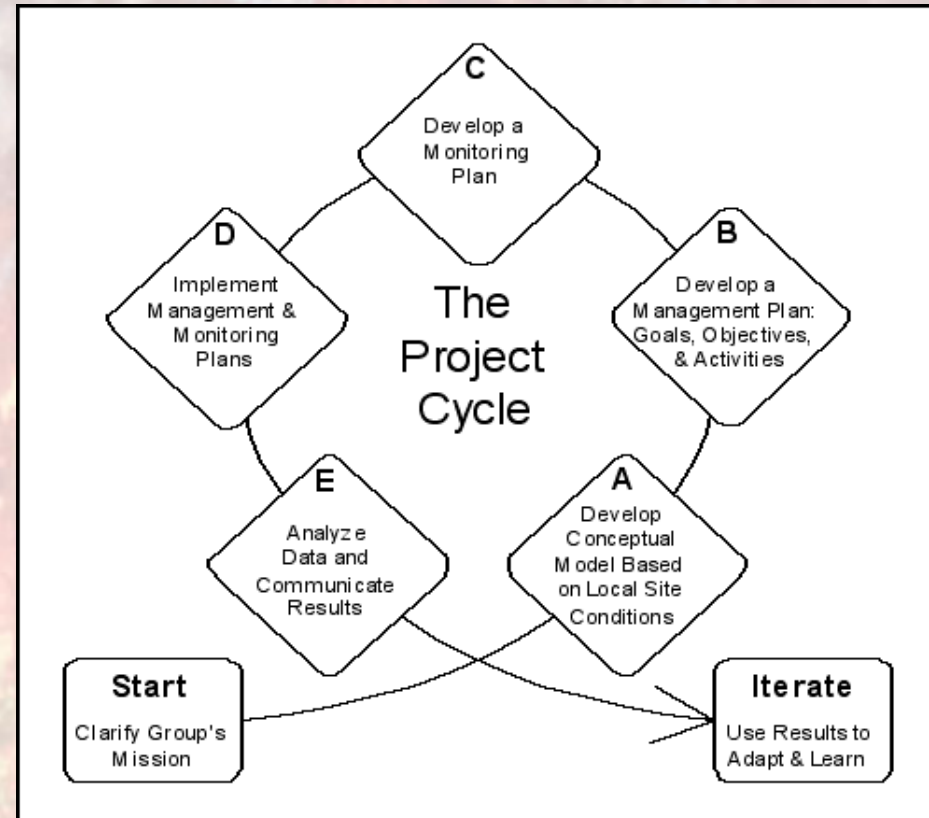 C
Develop a
Monitoring
Plan
D
Implement
Management &
Monitoring
Plans
B
Develop a
Management Plan:
Goals, Objectives,
& Activities
The
Project
Cycle
E
Analyze
Data and
Communicate
Results
A
Develop
Conceptual
Model Based
on Local Site
Conditions
Start
Clarify Group's
Mission
Iterate
Use Results to
Adapt & Learn